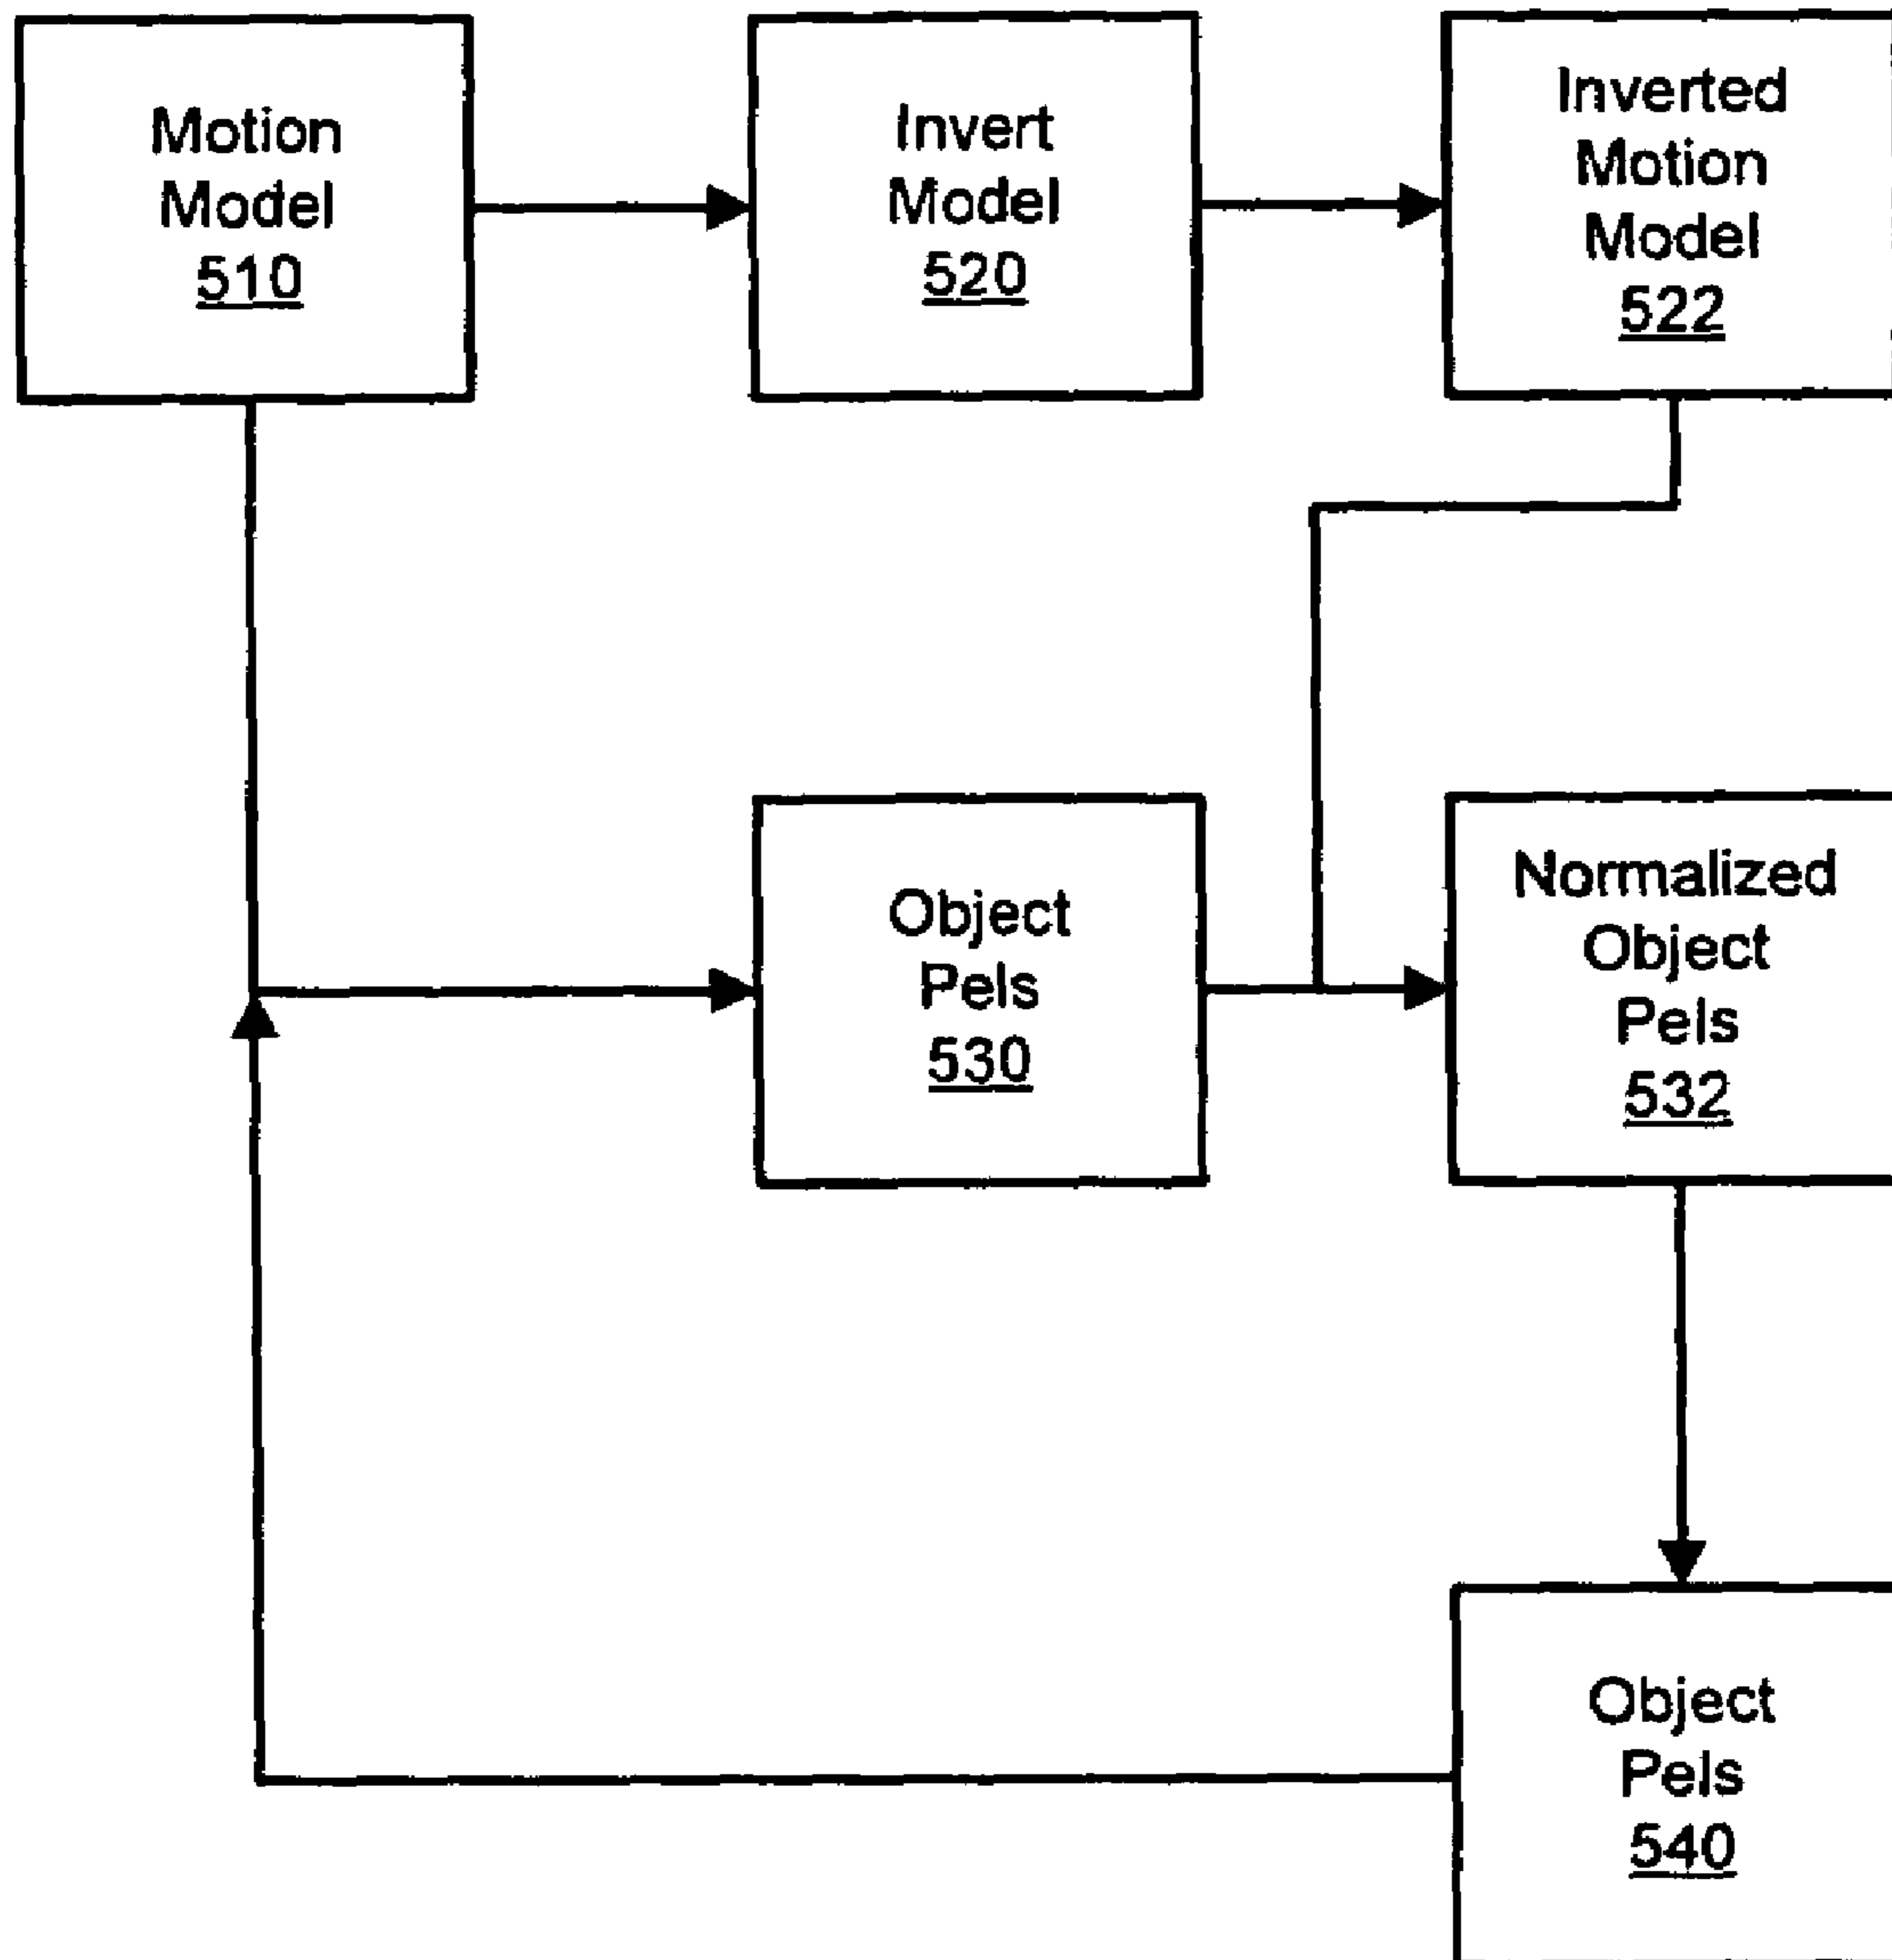 Motion
Model
510
Invert
Model
520
Inverted
Motion
Model
522
Object
Pels
530
Normalized
Object
Pels
532
Object
Pels
540